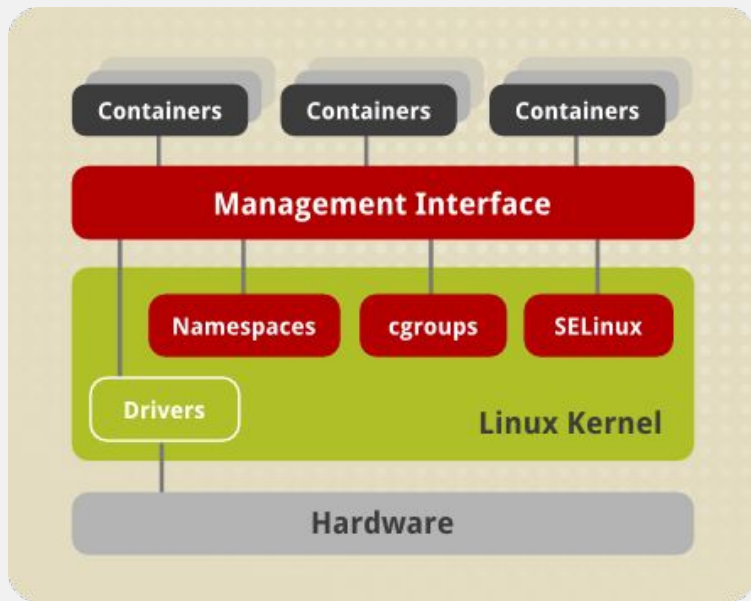 Containers
Containers
Containers
Management Interface
Namespaces
cgroups
SELinux
Drivers
Linux Kernel
Hardware